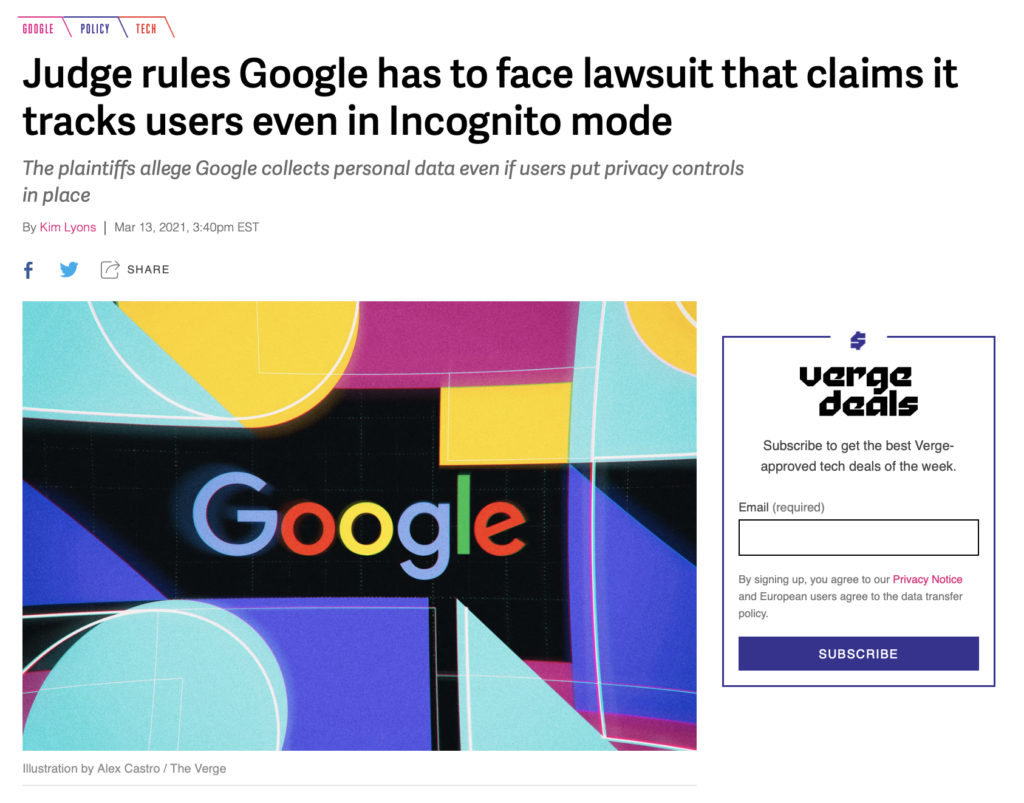 GOOGLE POLICY TECH
Judge rules Google has to face lawsuit that claims it
tracks users even in Incognito mode
The plaintiffs allege Google collects personal data even if users put privacy controls
in place
By Kim Lyons | Mar 13, 2021, 3:40pm EST
f SHARE
Google
Illustration by Alex Castro / The Verge
$
verge
deals
Subscribe to get the best Verge-
approved tech deals of the week.
Email (required)
By signing up, you agree to our Privacy Notice
and European users agree to the data transfer
policy.
SUBSCRIBE